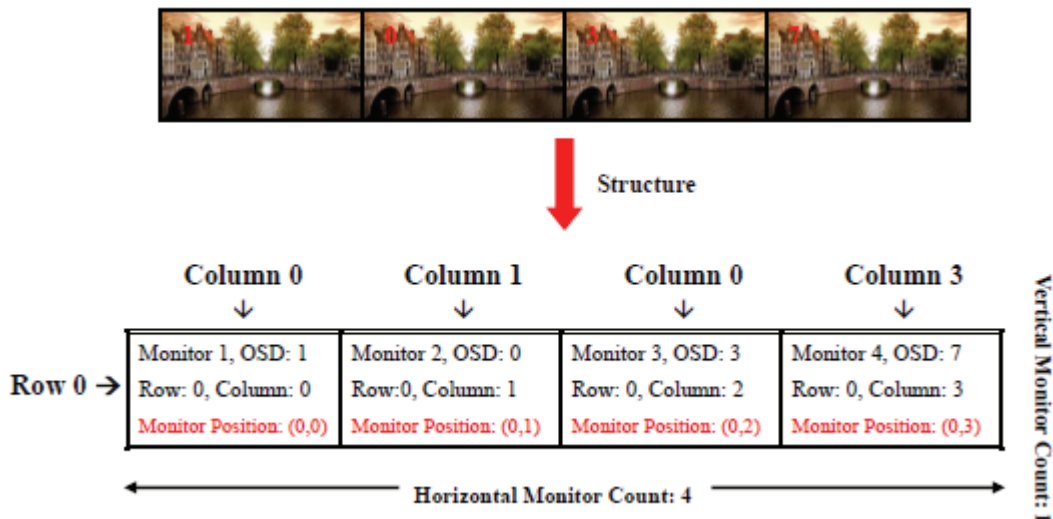 1 0 3 7
Structure
Column 0 Column 1 Column 0 Column 3
↓ ↓ ↓ ↓
Row 0 →
Monitor 1, OSD: 1
Row: 0, Column: 0
Monitor Position: (0,0)
Monitor 2, OSD: 0
Row:0, Column: 1
Monitor Position: (0,1)
Monitor 3, OSD: 3
Row: 0, Column: 2
Monitor Position: (0,2)
Monitor 4, OSD: 7
Row: 0, Column: 3
Monitor Position: (0,3)
Horizontal Monitor Count: 4
Vertical Monitor Count: 1